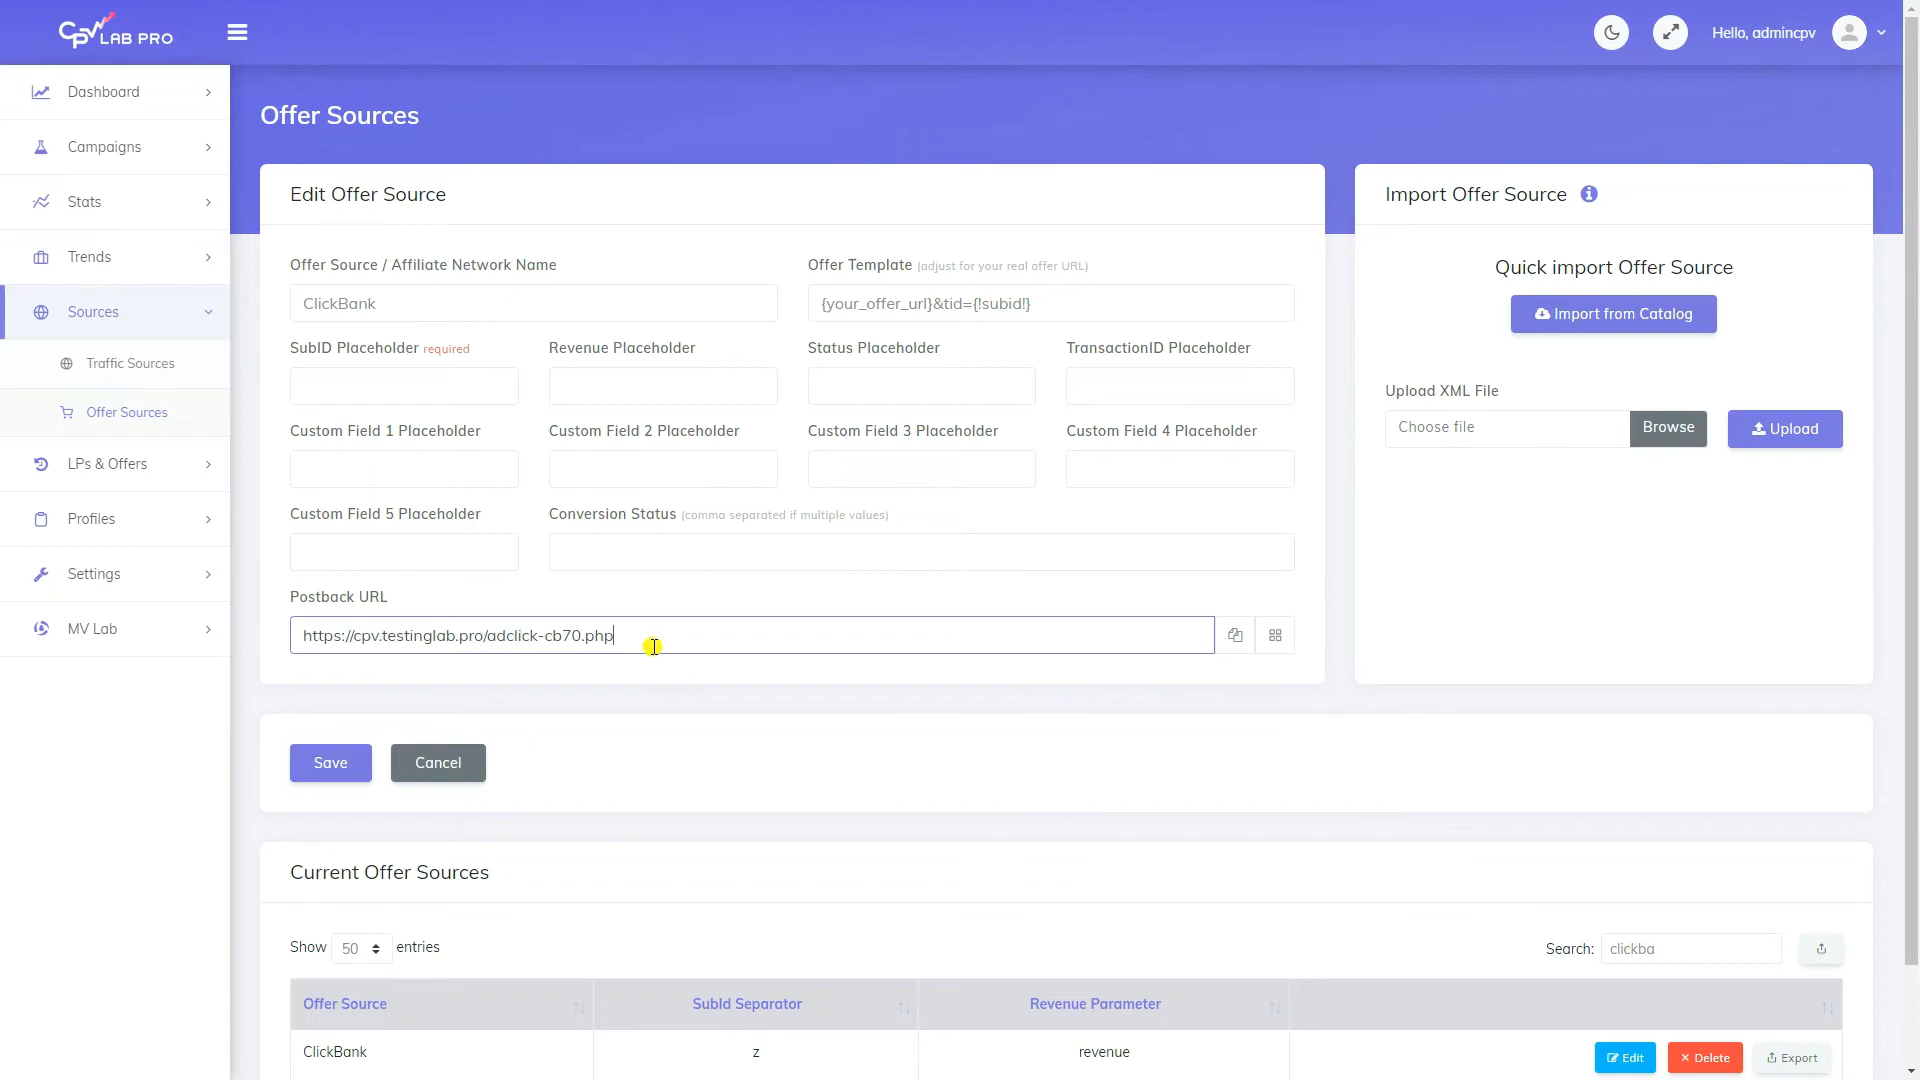 CPV LAB PRO
Hello, admincpv
Dashboard
Campaigns
Stats
Trends
Sources
Traffic Sources
Offer Sources
LPs & Offers
Profiles
Settings
MV Lab
Offer Sources
Edit Offer Source
Offer Source / Affiliate Network Name
Offer Template (adjust for your real offer URL)
ClickBank
{your_offer_url}&tid={!subid!}
SubID Placeholder required
Revenue Placeholder
Status Placeholder
TransactionID Placeholder
Custom Field 1 Placeholder
Custom Field 2 Placeholder
Custom Field 3 Placeholder
Custom Field 4 Placeholder
Custom Field 5 Placeholder
Conversion Status (comma separated if multiple values)
Postback URL
https://cpv.testinglab.pro/adclick-cb70.php
Import Offer Source
Quick import Offer Source
Import from Catalog
Upload XML File
Choose file
Browse
Upload
Save
Cancel
Current Offer Sources
Show 50 entries
Search: clickba
Offer Source
SubId Separator
Revenue Parameter
ClickBank
z
revenue
Edit
Delete
Export